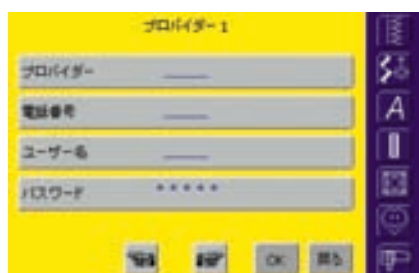 プロバイダー 1
プロバイダー
電話番号
ユーザー名
パスワード *****
OK 戻る
A